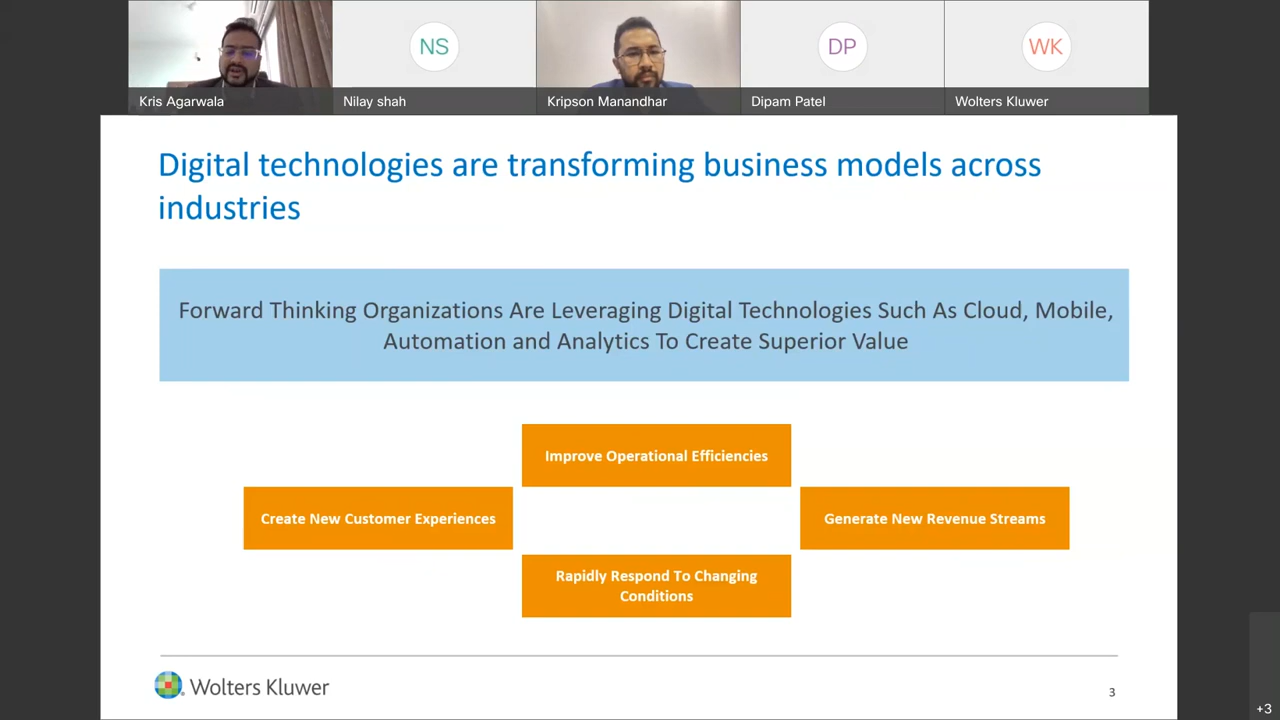 NS
DP
WK
Kris Agarwala
Nilay shah
Kripson Manandhar
Dipam Patel
Wolters Kluwer
Digital technologies are transforming business models across
industries
Forward Thinking Organizations Are Leveraging Digital Technologies Such As Cloud, Mobile,
Automation and Analytics To Create Superior Value
Improve Operational Efficiencies
Create New Customer Experiences
Generate New Revenue Streams
Rapidly Respond To Changing
Conditions
Wolters Kluwer
3
+3